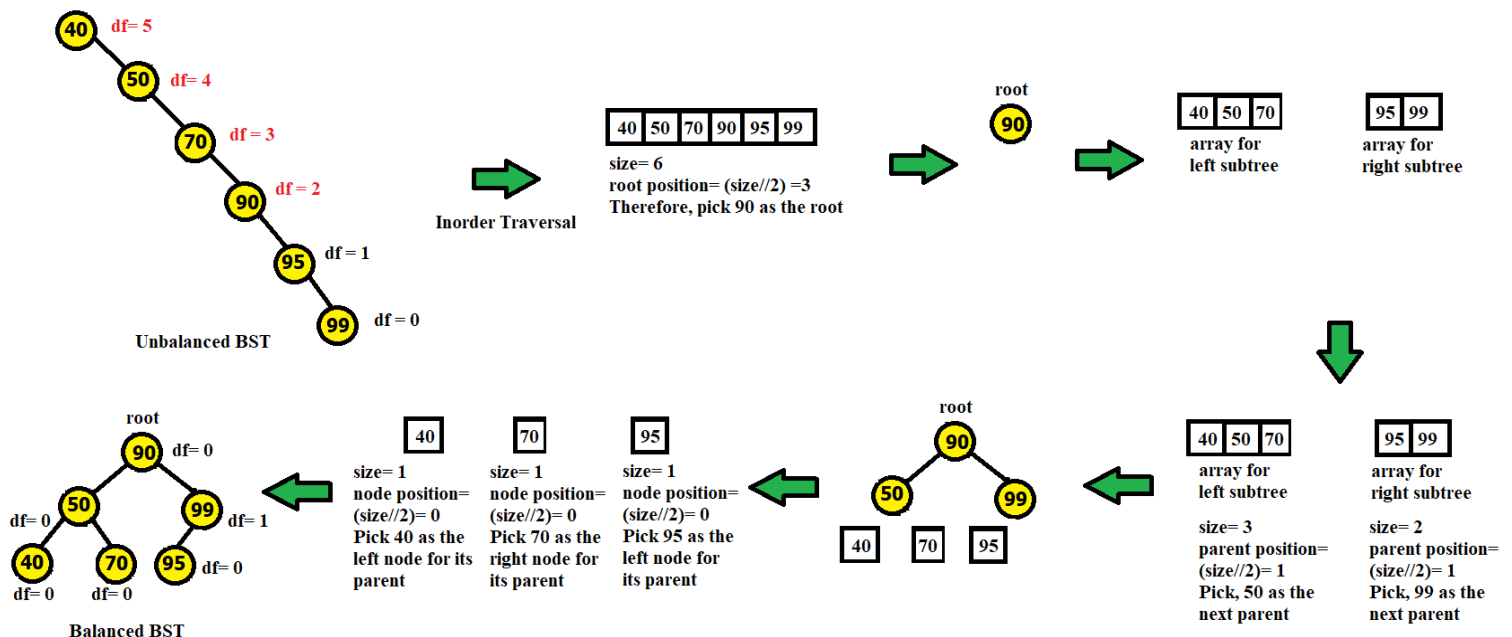 40 df= 5
50 df= 4
70 df = 3
90 df = 2
95 df = 1
99 df = 0
Unbalanced BST
Inorder Traversal
40 50 70 90 95 99
size= 6
root position= (size//2) =3
Therefore, pick 90 as the root
root
90
40 50 70
array for
left subtree
95 99
array for
right subtree
40 50 70
array for
left subtree
size= 3
parent position=
(size//2)= 1
Pick, 50 as the
next parent
95 99
array for
right subtree
size= 2
parent position=
(size//2)= 1
Pick, 99 as the
next parent
root
90
50 99
40 70 95
40
size= 1
node position=
(size//2)= 0
Pick 40 as the
left node for its
parent
70
size= 1
node position=
(size//2)= 0
Pick 70 as the
right node for
its parent
95
size= 1
node position=
(size//2)= 0
Pick 95 as the
left node for
its parent
root
90 df= 0
df= 0 50 99 df= 1
40 70 95 df= 0
df= 0 df= 0
Balanced BST